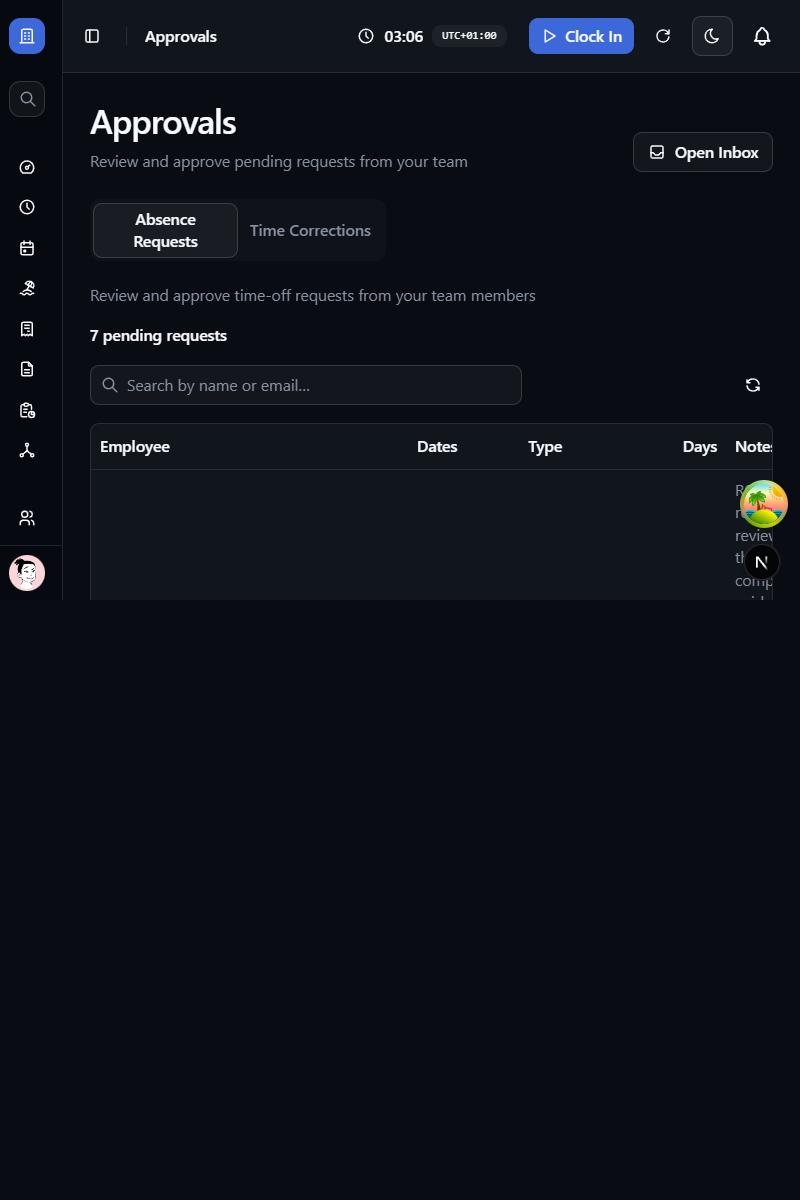 Approvals
03:06
UTC+01:00
Clock In
Approvals
Review and approve pending requests from your team
Open Inbox
Absence
Requests
Time Corrections
Review and approve time-off requests from your team members
7 pending requests
Search by name or email...
Employee
Dates
Type
Days
Notes
review
N